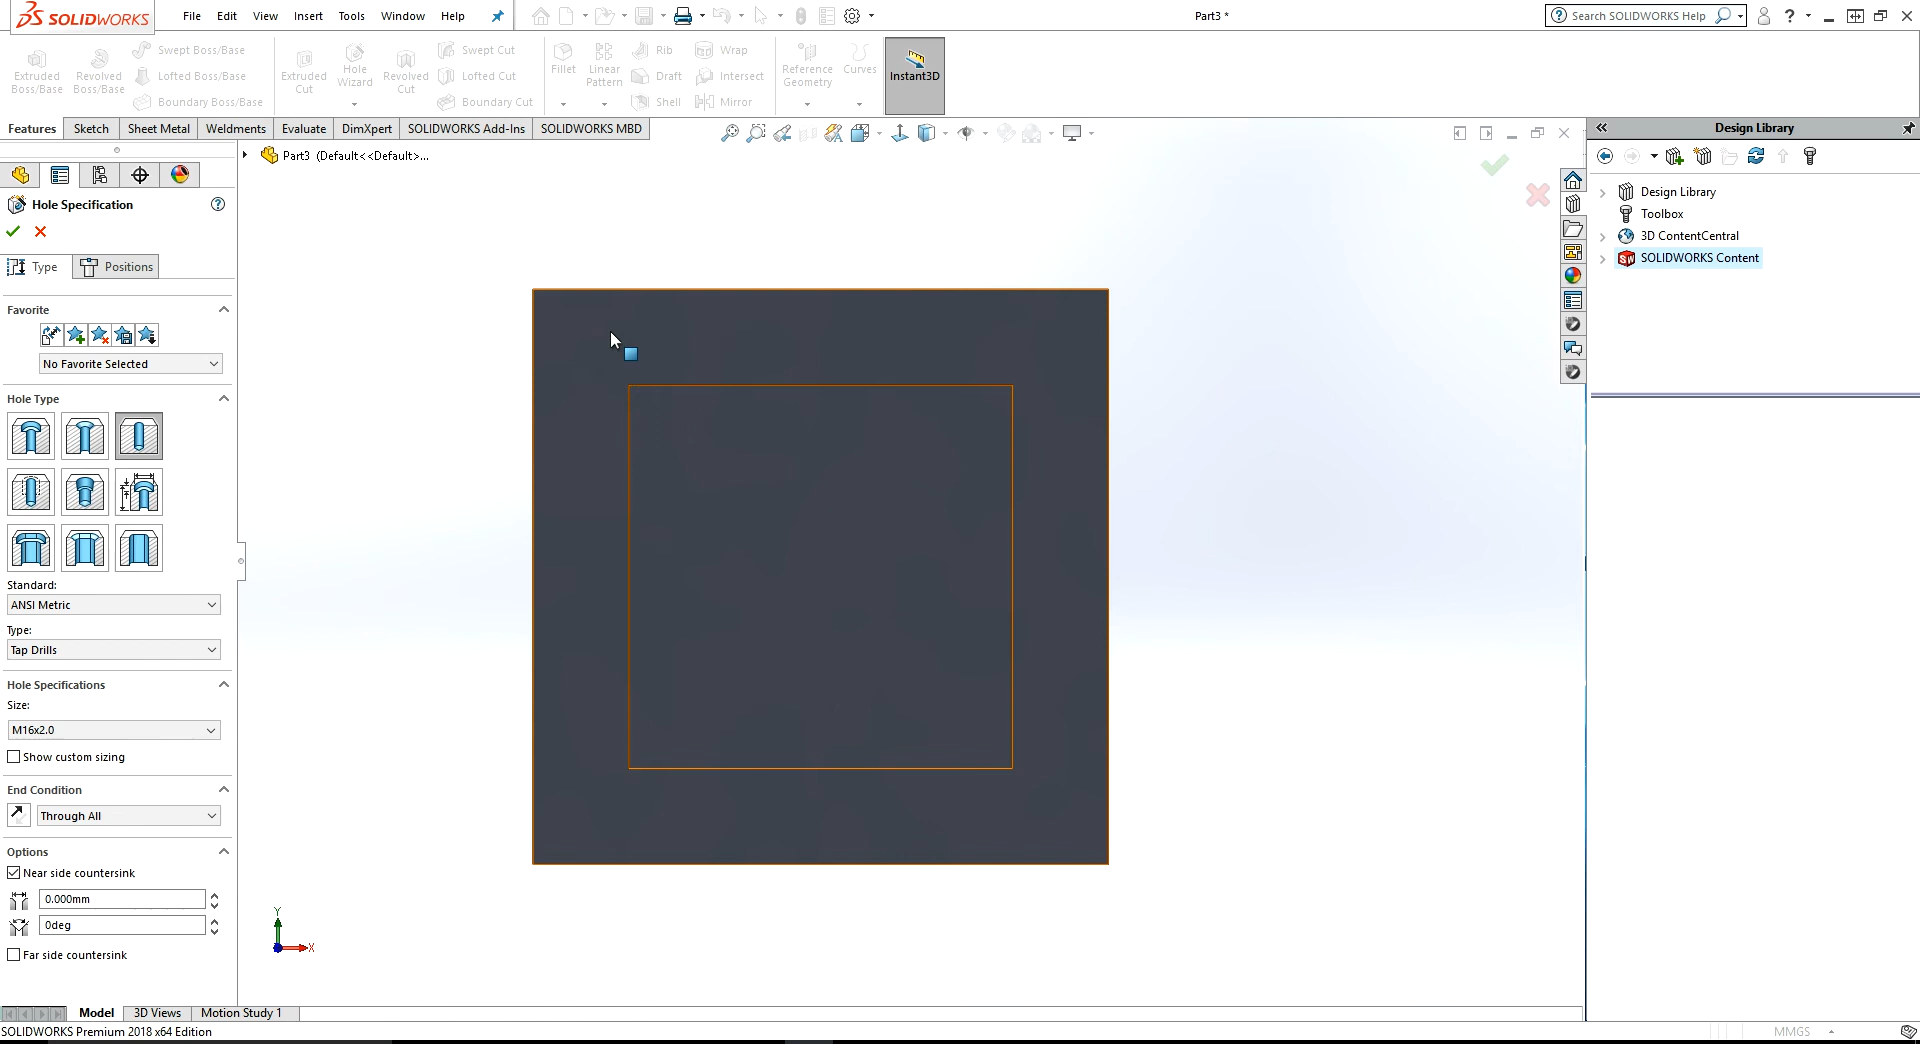 SOLIDWORKS
File Edit View Insert Tools Window Help
Part3 *
Search SOLIDWORKS Help
Extruded Boss/Base
Revolved Boss/Base
Swept Boss/Base
Lofted Boss/Base
Boundary Boss/Base
Extruded Cut
Hole Wizard
Revolved Cut
Swept Cut
Lofted Cut
Boundary Cut
Fillet
Linear Pattern
Rib
Draft
Shell
Wrap
Intersect
Mirror
Reference Geometry
Curves
Instant3D
Features Sketch Sheet Metal Weldments Evaluate DimXpert SOLIDWORKS Add-Ins SOLIDWORKS MBD
Part3 (Default<<Default>...
Design Library
Design Library
Toolbox
3D ContentCentral
SOLIDWORKS Content
Hole Specification
Type Positions
Favorite
No Favorite Selected
Hole Type
Standard:
ANSI Metric
Type:
Tap Drills
Hole Specifications
Size:
M16x2.0
Show custom sizing
End Condition
Through All
Options
Near side countersink
0.000mm
0deg
Far side countersink
Y
X
Model 3D Views Motion Study 1
SOLIDWORKS Premium 2018 x64 Edition
MMGS